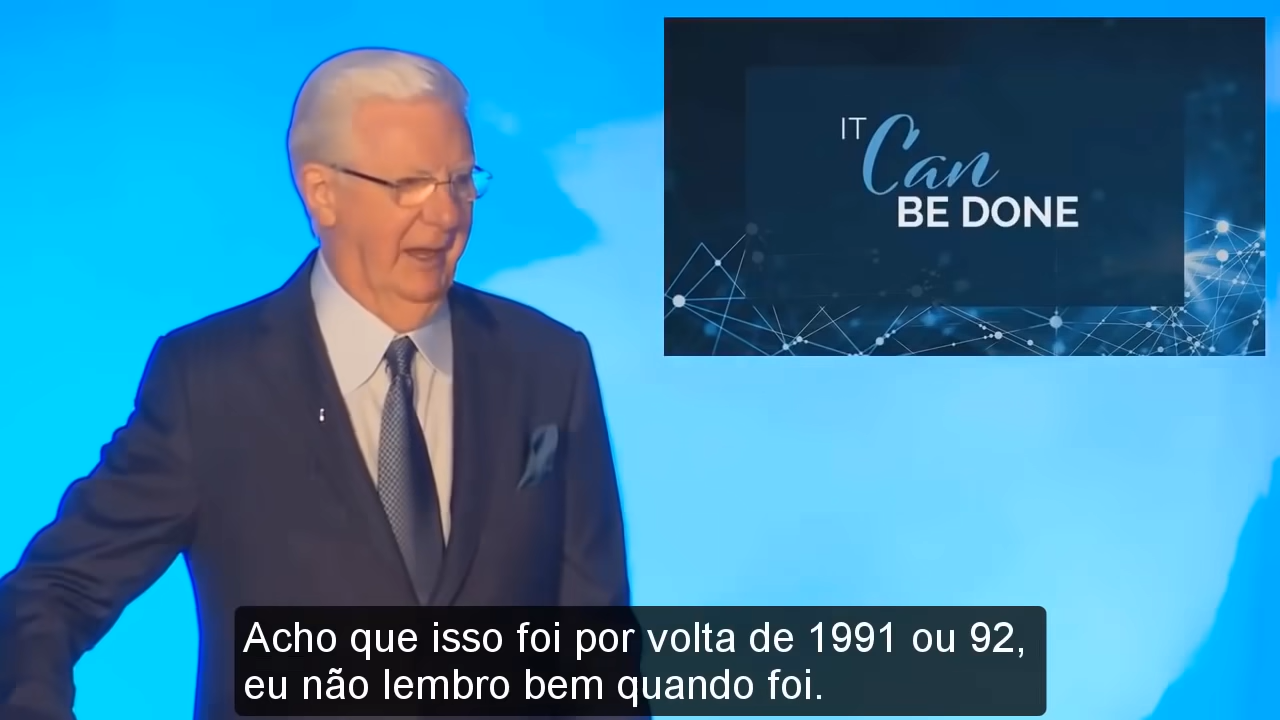 IT Can
BE DONE
Acho que isso foi por volta de 1991 ou 92,
eu não lembro bem quando foi.